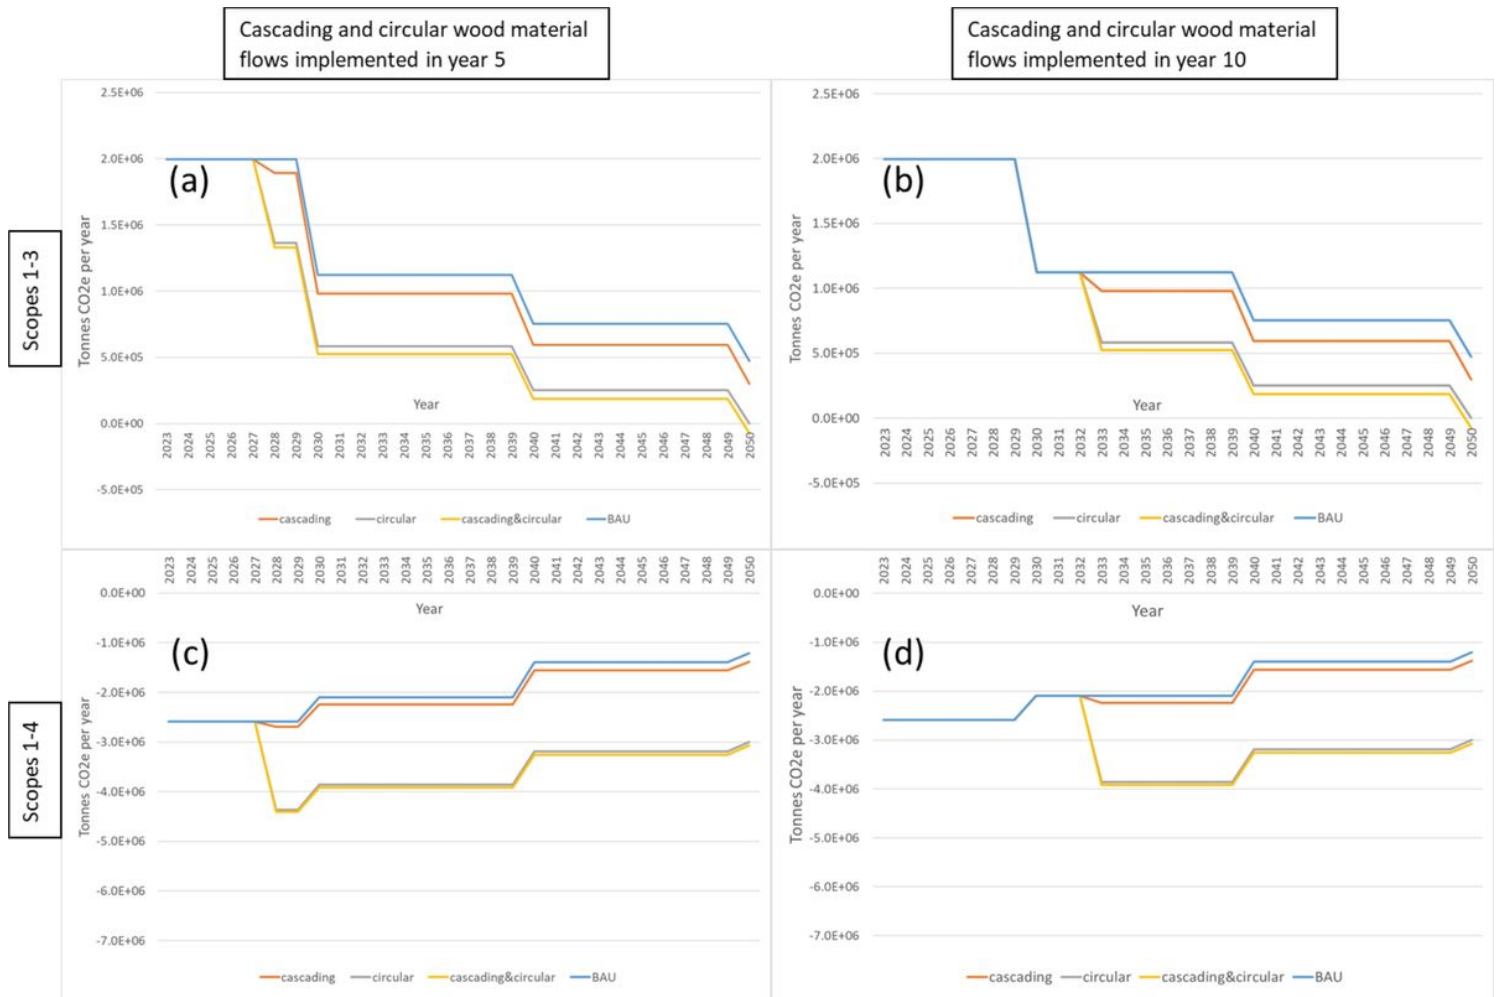 Cascading and circular wood material
flows implemented in year 5
Cascading and circular wood material
flows implemented in year 10
Scopes 1-3
(a)
Tonnes CO2e per year
2.5E+06
2.0E+06
1.5E+06
1.0E+06
5.0E+05
0.0E+00
-5.0E+05
Year
2023 2024 2025 2026 2027 2028 2029 2030 2031 2032 2033 2034 2035 2036 2037 2038 2039 2040 2041 2042 2043 2044 2045 2046 2047 2048 2049 2050
cascading circular cascading&circular BAU
(b)
Tonnes CO2e per year
2.5E+06
2.0E+06
1.5E+06
1.0E+06
5.0E+05
0.0E+00
-5.0E+05
Year
2023 2024 2025 2026 2027 2028 2029 2030 2031 2032 2033 2034 2035 2036 2037 2038 2039 2040 2041 2042 2043 2044 2045 2046 2047 2048 2049 2050
cascading circular cascading&circular BAU
Scopes 1-4
2023 2024 2025 2026 2027 2028 2029 2030 2031 2032 2033 2034 2035 2036 2037 2038 2039 2040 2041 2042 2043 2044 2045 2046 2047 2048 2049 2050
Year
(c)
Tonnes CO2e per year
0.0E+00
-1.0E+06
-2.0E+06
-3.0E+06
-4.0E+06
-5.0E+06
-6.0E+06
-7.0E+06
cascading circular cascading&circular BAU
2023 2024 2025 2026 2027 2028 2029 2030 2031 2032 2033 2034 2035 2036 2037 2038 2039 2040 2041 2042 2043 2044 2045 2046 2047 2048 2049 2050
Year
(d)
Tonnes CO2e per year
0.0E+00
-1.0E+06
-2.0E+06
-3.0E+06
-4.0E+06
-5.0E+06
-6.0E+06
-7.0E+06
cascading circular cascading&circular BAU